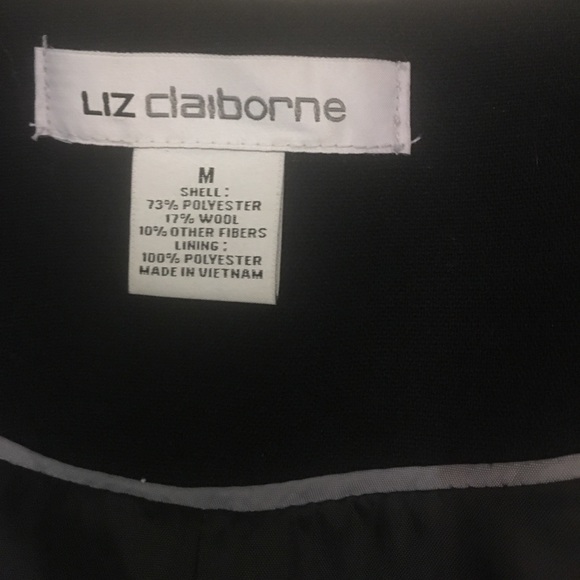 LIZ claiborne
M
SHELL:
73% POLYESTER
17% WOOL
10% OTHER FIBERS
LINING:
100% POLYESTER
MADE IN VIETNAM